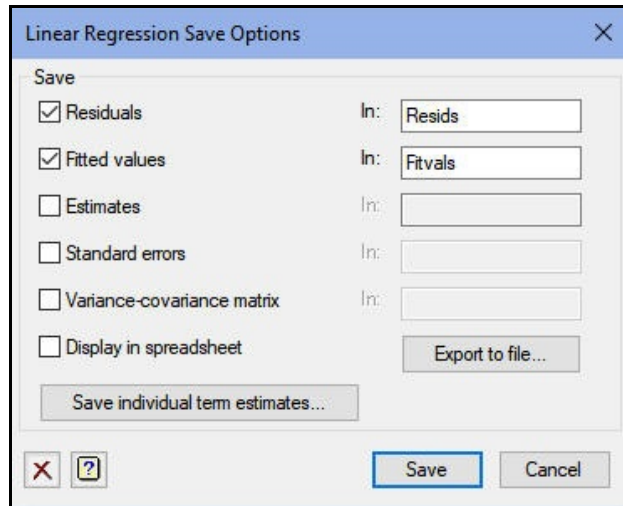 Linear Regression Save Options
Save
Residuals In: Resids
Fitted values In: Fitvals
Estimates In:
Standard errors In:
Variance-covariance matrix In:
Display in spreadsheet Export to file...
Save individual term estimates...
? Save Cancel